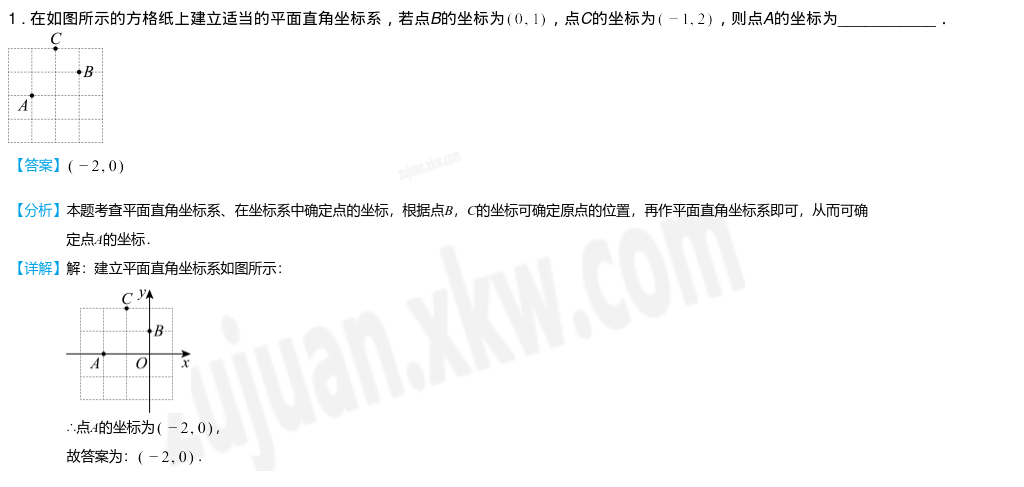 1．在如图所示的方格纸上建立适当的平面直角坐标系，若点B的坐标为(0,1)，点C的坐标为(−1,2)，则点A的坐标为____________．
C
B
A
【答案】(−2,0)
zujuan.xkw.com
【分析】本题考查平面直角坐标系、在坐标系中确定点的坐标，根据点B，C的坐标可确定原点的位置，再作平面直角坐标系即可，从而可确
定点A的坐标．
【详解】解：建立平面直角坐标系如图所示：
C y
B
A O x
zujuan.xkw.com
∴点A的坐标为(−2,0)，
故答案为：(−2,0)．